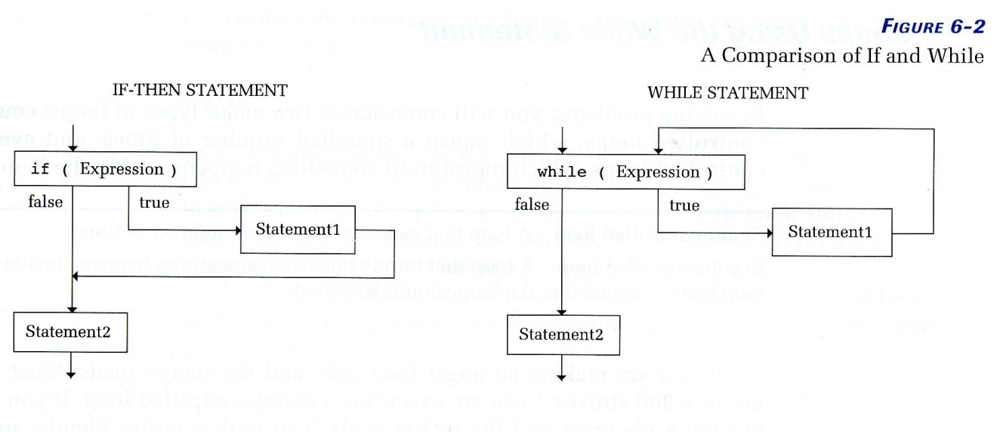 FIGURE 6-2
A Comparison of If and While
IF-THEN STATEMENT
if ( Expression )
false
true
Statement1
Statement2
WHILE STATEMENT
while ( Expression )
false
true
Statement1
Statement2